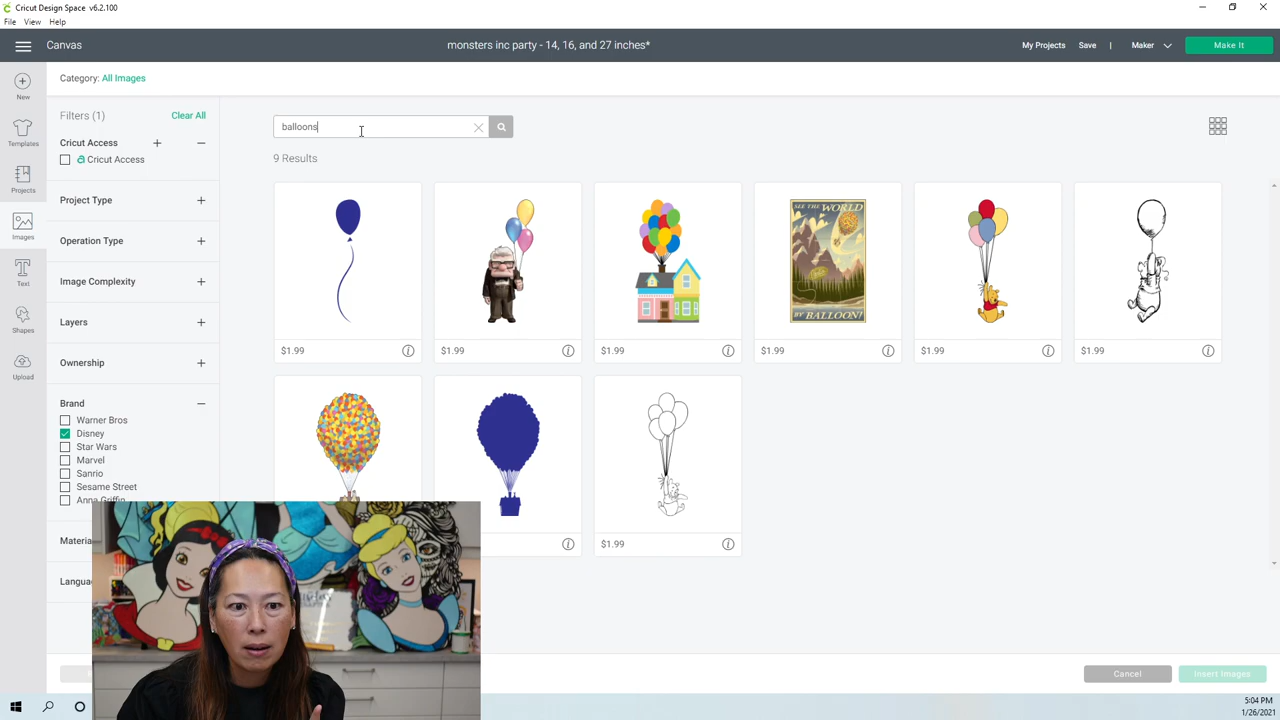 Cricut Design Space v6.2.100
File View Help
Canvas
monsters inc party - 14, 16, and 27 inches*
My Projects Save | Maker Make It
New
Templates
Projects
Images
Text
Shapes
Upload
Category: All Images
Filters (1) Clear All
Cricut Access + −
Cricut Access
Project Type +
Operation Type +
Image Complexity +
Layers +
Ownership +
Brand −
Warner Bros
Disney
Star Wars
Marvel
Sanrio
Sesame Street
Anna Griffin
balloons
9 Results
SEE THE WORLD
BY BALLOON!
$1.99
$1.99
$1.99
$1.99
$1.99
$1.99
$1.99
Cancel Insert Images
5:04 PM
1/26/2021